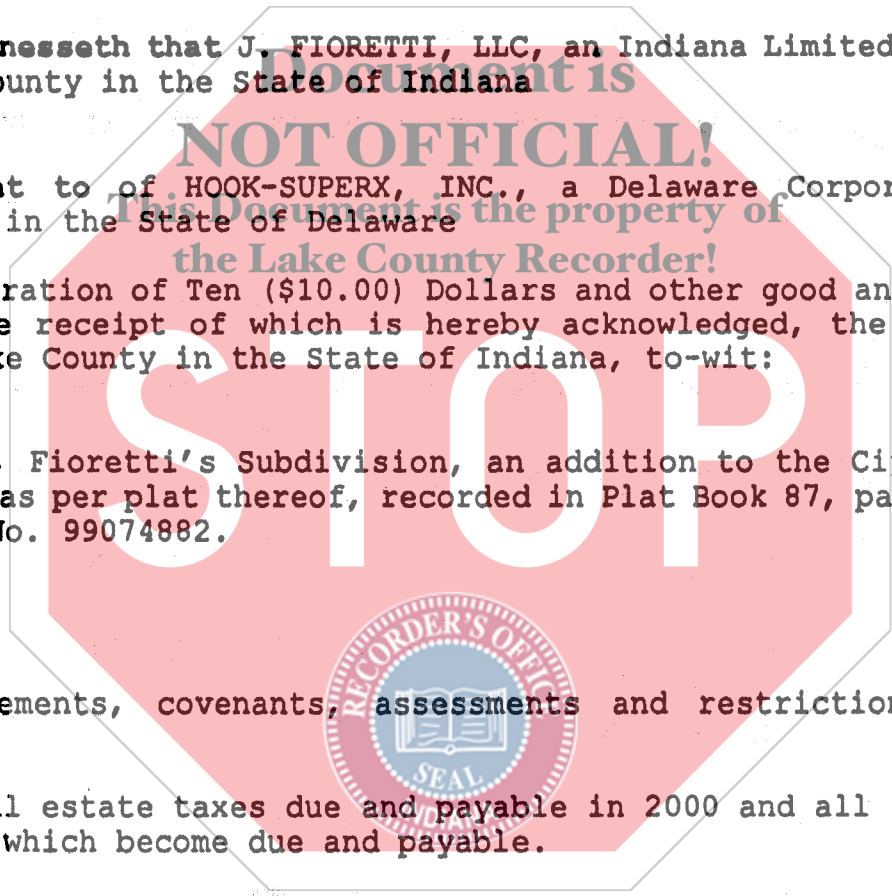 nesseth that J. FIORETTI, LLC, an Indiana Limited
ounty in the State of Indiana
Document is
NOT OFFICIAL!
t to of HOOK-SUPERX, INC., a Delaware Corpor
This Document is the property of
in the State of Delaware
the Lake County Recorder!
ration of Ten ($10.00) Dollars and other good an
e receipt of which is hereby acknowledged, the
ke County in the State of Indiana, to-wit:
STOP
. Fioretti's Subdivision, an addition to the Ci
as per plat thereof, recorded in Plat Book 87, pa
No. 99074882.
RECORDER'S OFFIC
ements, covenants, assessments and restriction
SEAL
l estate taxes due and payable in 2000 and all
INDIANA
which become due and payable.